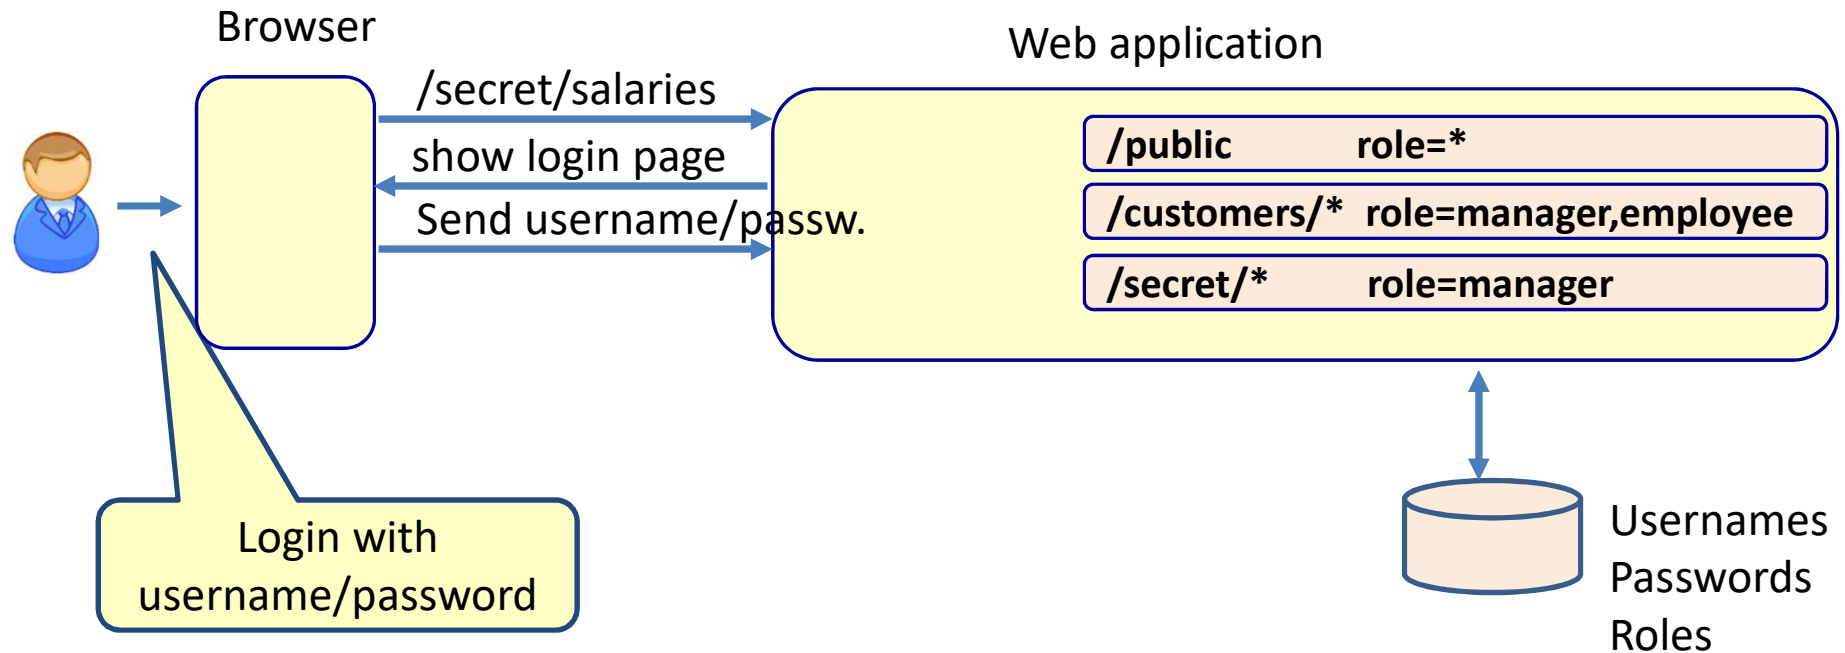 Browser
Web application
/secret/salaries
show login page
Send username/passw.
/public role=*
/customers/* role=manager,employee
/secret/* role=manager
Login with
username/password
Usernames
Passwords
Roles